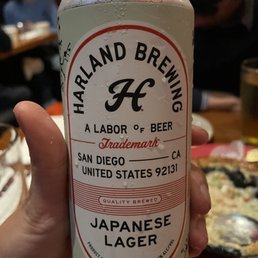 HARLAND BREWING
H
A LABOR OF BEER
Trademark
SAN DIEGO — CA
UNITED STATES 92131
QUALITY BREWED
JAPANESE
LAGER